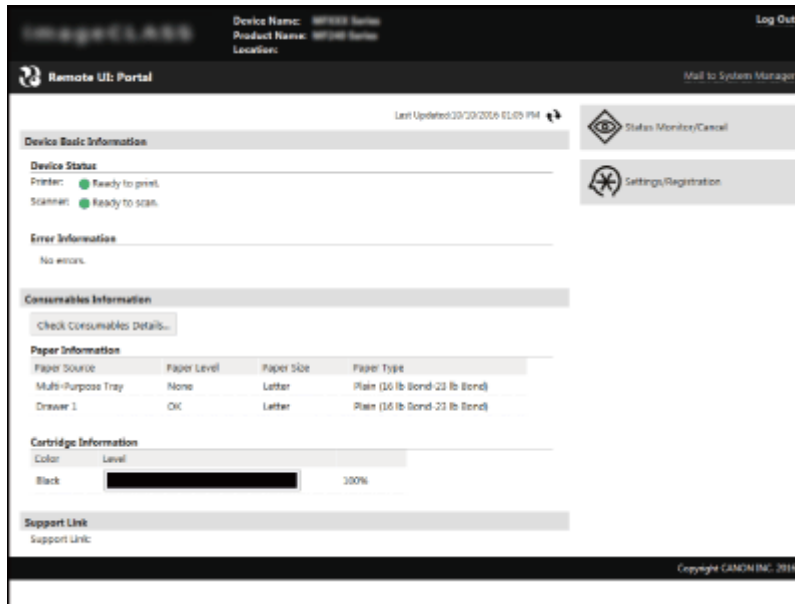 imageCLASS
Device Name:
Product Name:
Location:
Log Out
Remote UI: Portal
Mail to System Manager
Last Updated:10/10/2016 01:05 PM
Device Basic Information
Device Status
Printer: Ready to print.
Scanner: Ready to scan.
Error Information
No errors.
Consumables Information
Check Consumables Details...
Paper Information
Paper Source Paper Level Paper Size Paper Type
Multi-Purpose Tray None Letter Plain (16 lb Bond-23 lb Bond)
Drawer 1 OK Letter Plain (16 lb Bond-23 lb Bond)
Cartridge Information
Color Level
Black 100%
Support Link
Support Link:
Status Monitor/Cancel
Settings/Registration
Copyright CANON INC. 2016